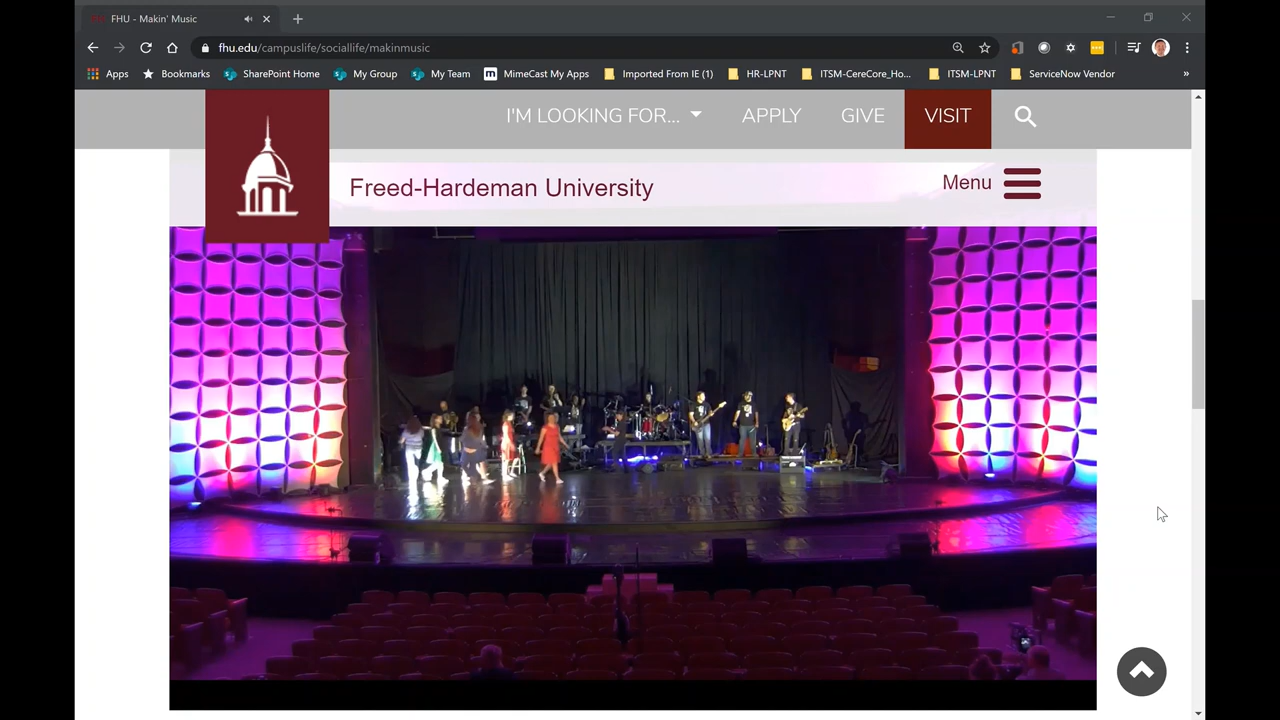 FHU - Makin' Music
fhu.edu/campuslife/sociallife/makinmusic
Apps Bookmarks SharePoint Home My Group My Team MimeCast My Apps Imported From IE (1) HR-LPNT ITSM-CereCore_Ho... ITSM-LPNT ServiceNow Vendor »
I'M LOOKING FOR... APPLY GIVE VISIT
Freed-Hardeman University Menu